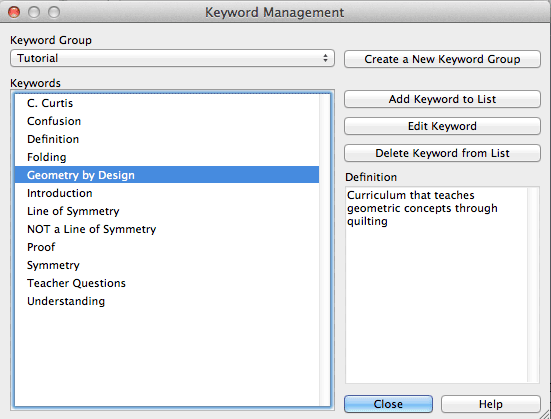 Keyword Management
Keyword Group
Tutorial
Create a New Keyword Group
Keywords
C. Curtis
Confusion
Definition
Folding
Geometry by Design
Introduction
Line of Symmetry
NOT a Line of Symmetry
Proof
Symmetry
Teacher Questions
Understanding
Add Keyword to List
Edit Keyword
Delete Keyword from List
Definition
Curriculum that teaches
geometric concepts through
quilting
Close
Help